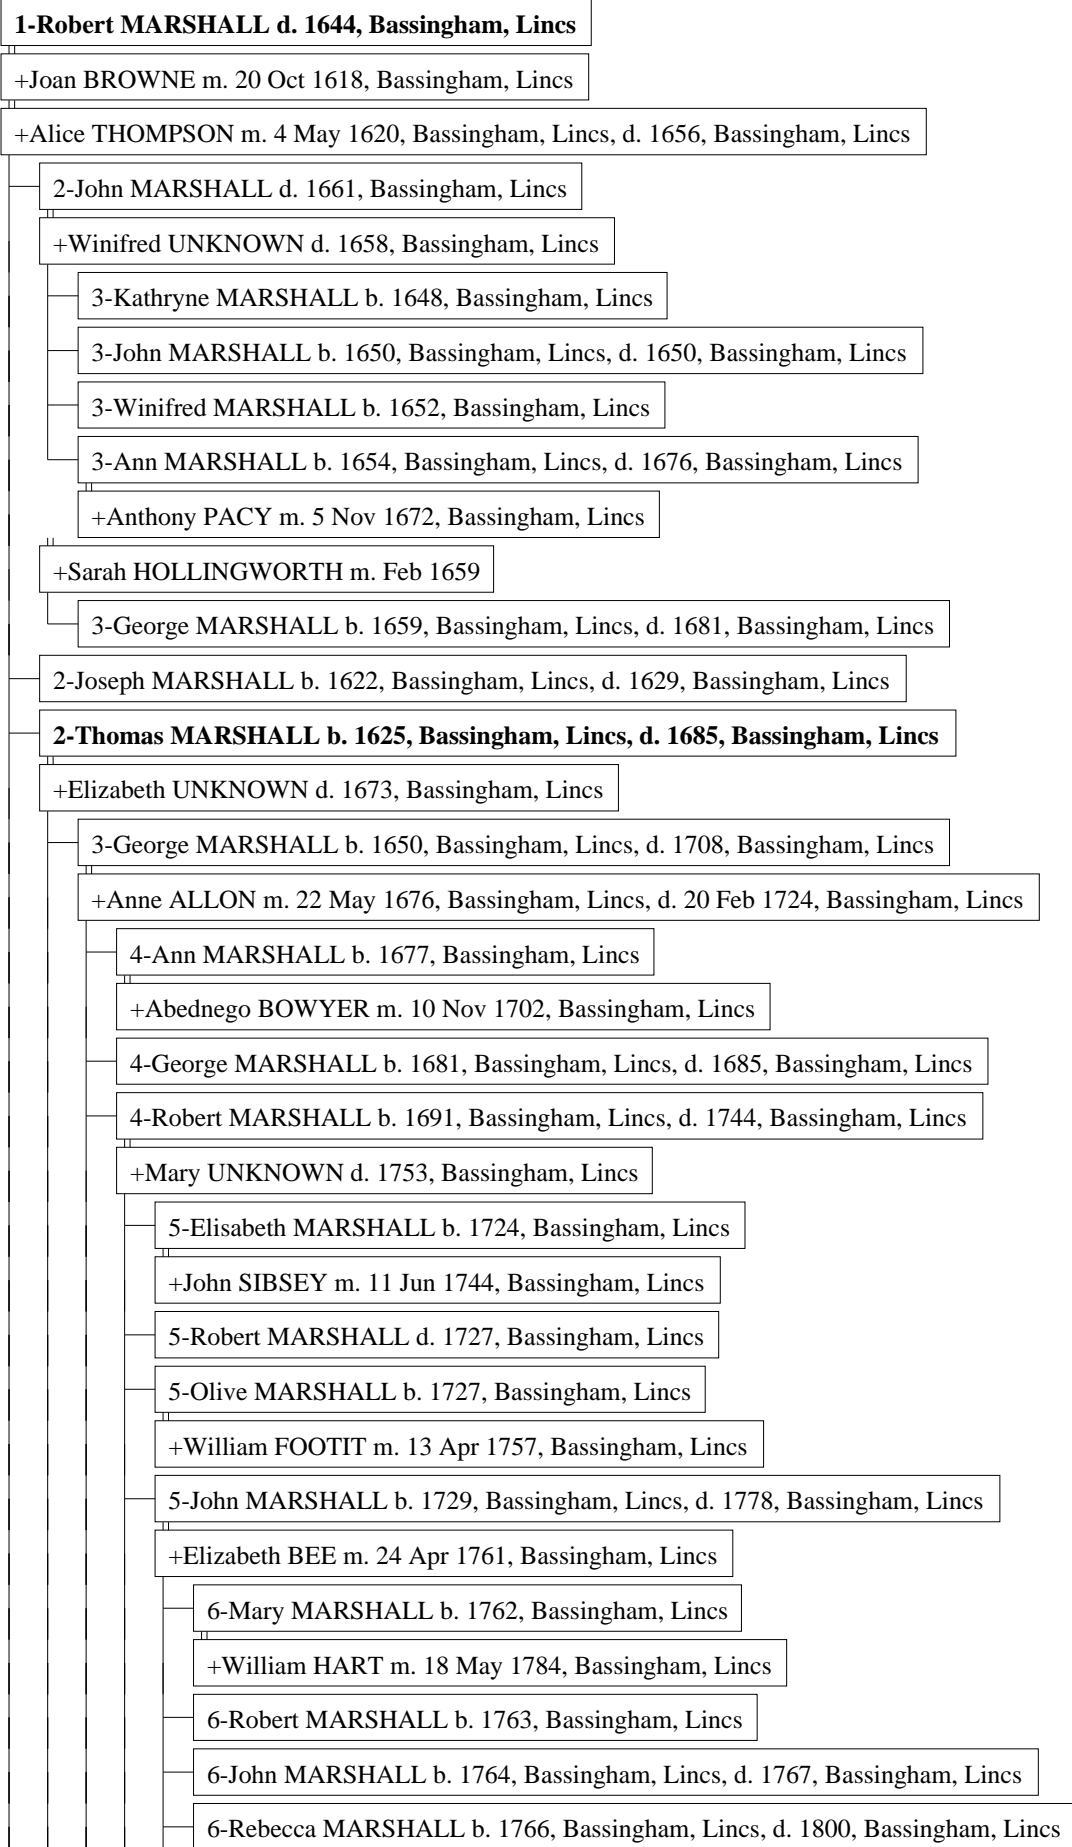 1-Robert MARSHALL d. 1644, Bassingham, Lincs
+Joan BROWNE m. 20 Oct 1618, Bassingham, Lincs
+Alice THOMPSON m. 4 May 1620, Bassingham, Lincs, d. 1656, Bassingham, Lincs
2-John MARSHALL d. 1661, Bassingham, Lincs
+Winifred UNKNOWN d. 1658, Bassingham, Lincs
3-Kathryne MARSHALL b. 1648, Bassingham, Lincs
3-John MARSHALL b. 1650, Bassingham, Lincs, d. 1650, Bassingham, Lincs
3-Winifred MARSHALL b. 1652, Bassingham, Lincs
3-Ann MARSHALL b. 1654, Bassingham, Lincs, d. 1676, Bassingham, Lincs
+Anthony PACY m. 5 Nov 1672, Bassingham, Lincs
+Sarah HOLLINGWORTH m. Feb 1659
3-George MARSHALL b. 1659, Bassingham, Lincs, d. 1681, Bassingham, Lincs
2-Joseph MARSHALL b. 1622, Bassingham, Lincs, d. 1629, Bassingham, Lincs
2-Thomas MARSHALL b. 1625, Bassingham, Lincs, d. 1685, Bassingham, Lincs
+Elizabeth UNKNOWN d. 1673, Bassingham, Lincs
3-George MARSHALL b. 1650, Bassingham, Lincs, d. 1708, Bassingham, Lincs
+Anne ALLON m. 22 May 1676, Bassingham, Lincs, d. 20 Feb 1724, Bassingham, Lincs
4-Ann MARSHALL b. 1677, Bassingham, Lincs
+Abednego BOWYER m. 10 Nov 1702, Bassingham, Lincs
4-George MARSHALL b. 1681, Bassingham, Lincs, d. 1685, Bassingham, Lincs
4-Robert MARSHALL b. 1691, Bassingham, Lincs, d. 1744, Bassingham, Lincs
+Mary UNKNOWN d. 1753, Bassingham, Lincs
5-Elisabeth MARSHALL b. 1724, Bassingham, Lincs
+John SIBSEY m. 11 Jun 1744, Bassingham, Lincs
5-Robert MARSHALL d. 1727, Bassingham, Lincs
5-Olive MARSHALL b. 1727, Bassingham, Lincs
+William FOOTIT m. 13 Apr 1757, Bassingham, Lincs
5-John MARSHALL b. 1729, Bassingham, Lincs, d. 1778, Bassingham, Lincs
+Elizabeth BEE m. 24 Apr 1761, Bassingham, Lincs
6-Mary MARSHALL b. 1762, Bassingham, Lincs
+William HART m. 18 May 1784, Bassingham, Lincs
6-Robert MARSHALL b. 1763, Bassingham, Lincs
6-John MARSHALL b. 1764, Bassingham, Lincs, d. 1767, Bassingham, Lincs
6-Rebecca MARSHALL b. 1766, Bassingham, Lincs, d. 1800, Bassingham, Lincs